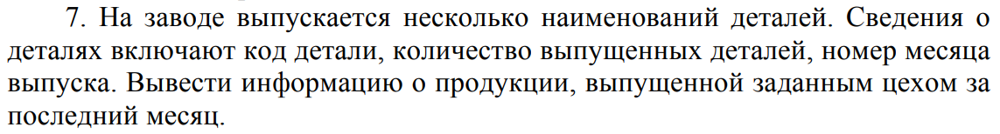 7. На заводе выпускается несколько наименований деталей. Сведения о
деталях включают код детали, количество выпущенных деталей, номер месяца
выпуска. Вывести информацию о продукции, выпущенной заданным цехом за
последний месяц.